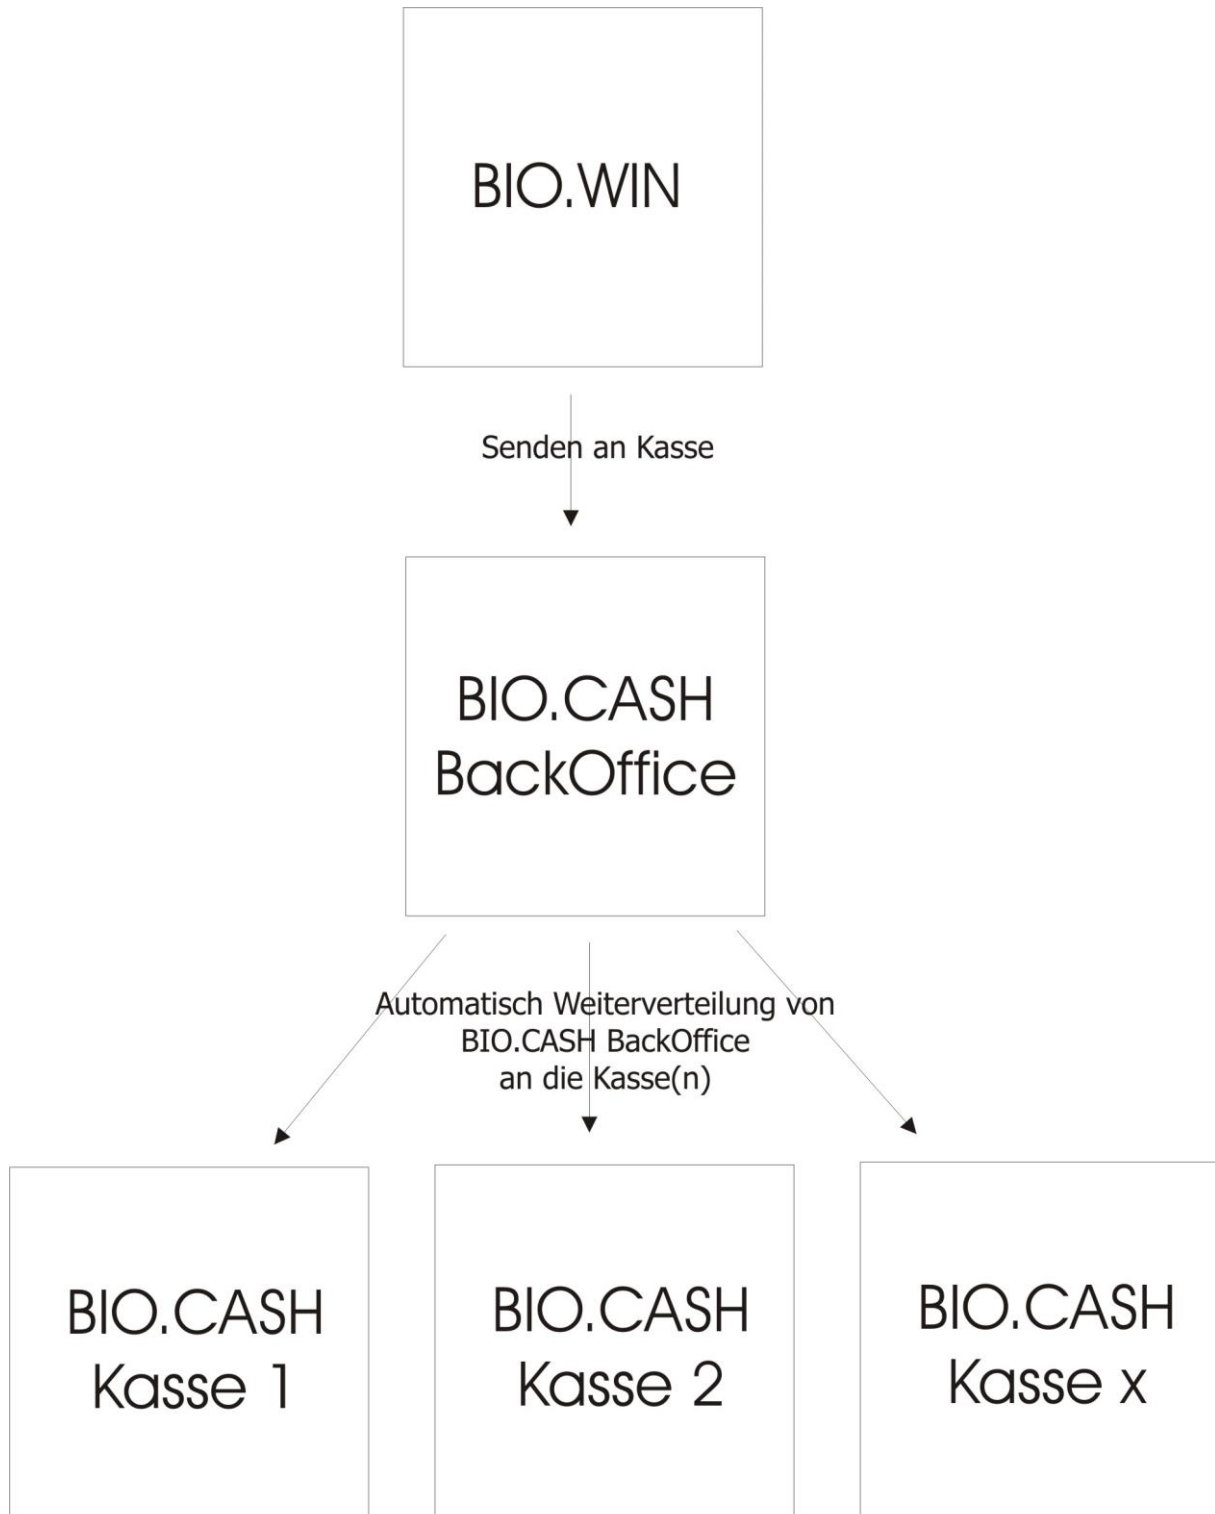 BIO.WIN
Senden an Kasse
BIO.CASH
BackOffice
Automatisch Weiterverteilung von
BIO.CASH BackOffice
an die Kasse(n)
BIO.CASH
Kasse 1
BIO.CASH
Kasse 2
BIO.CASH
Kasse x